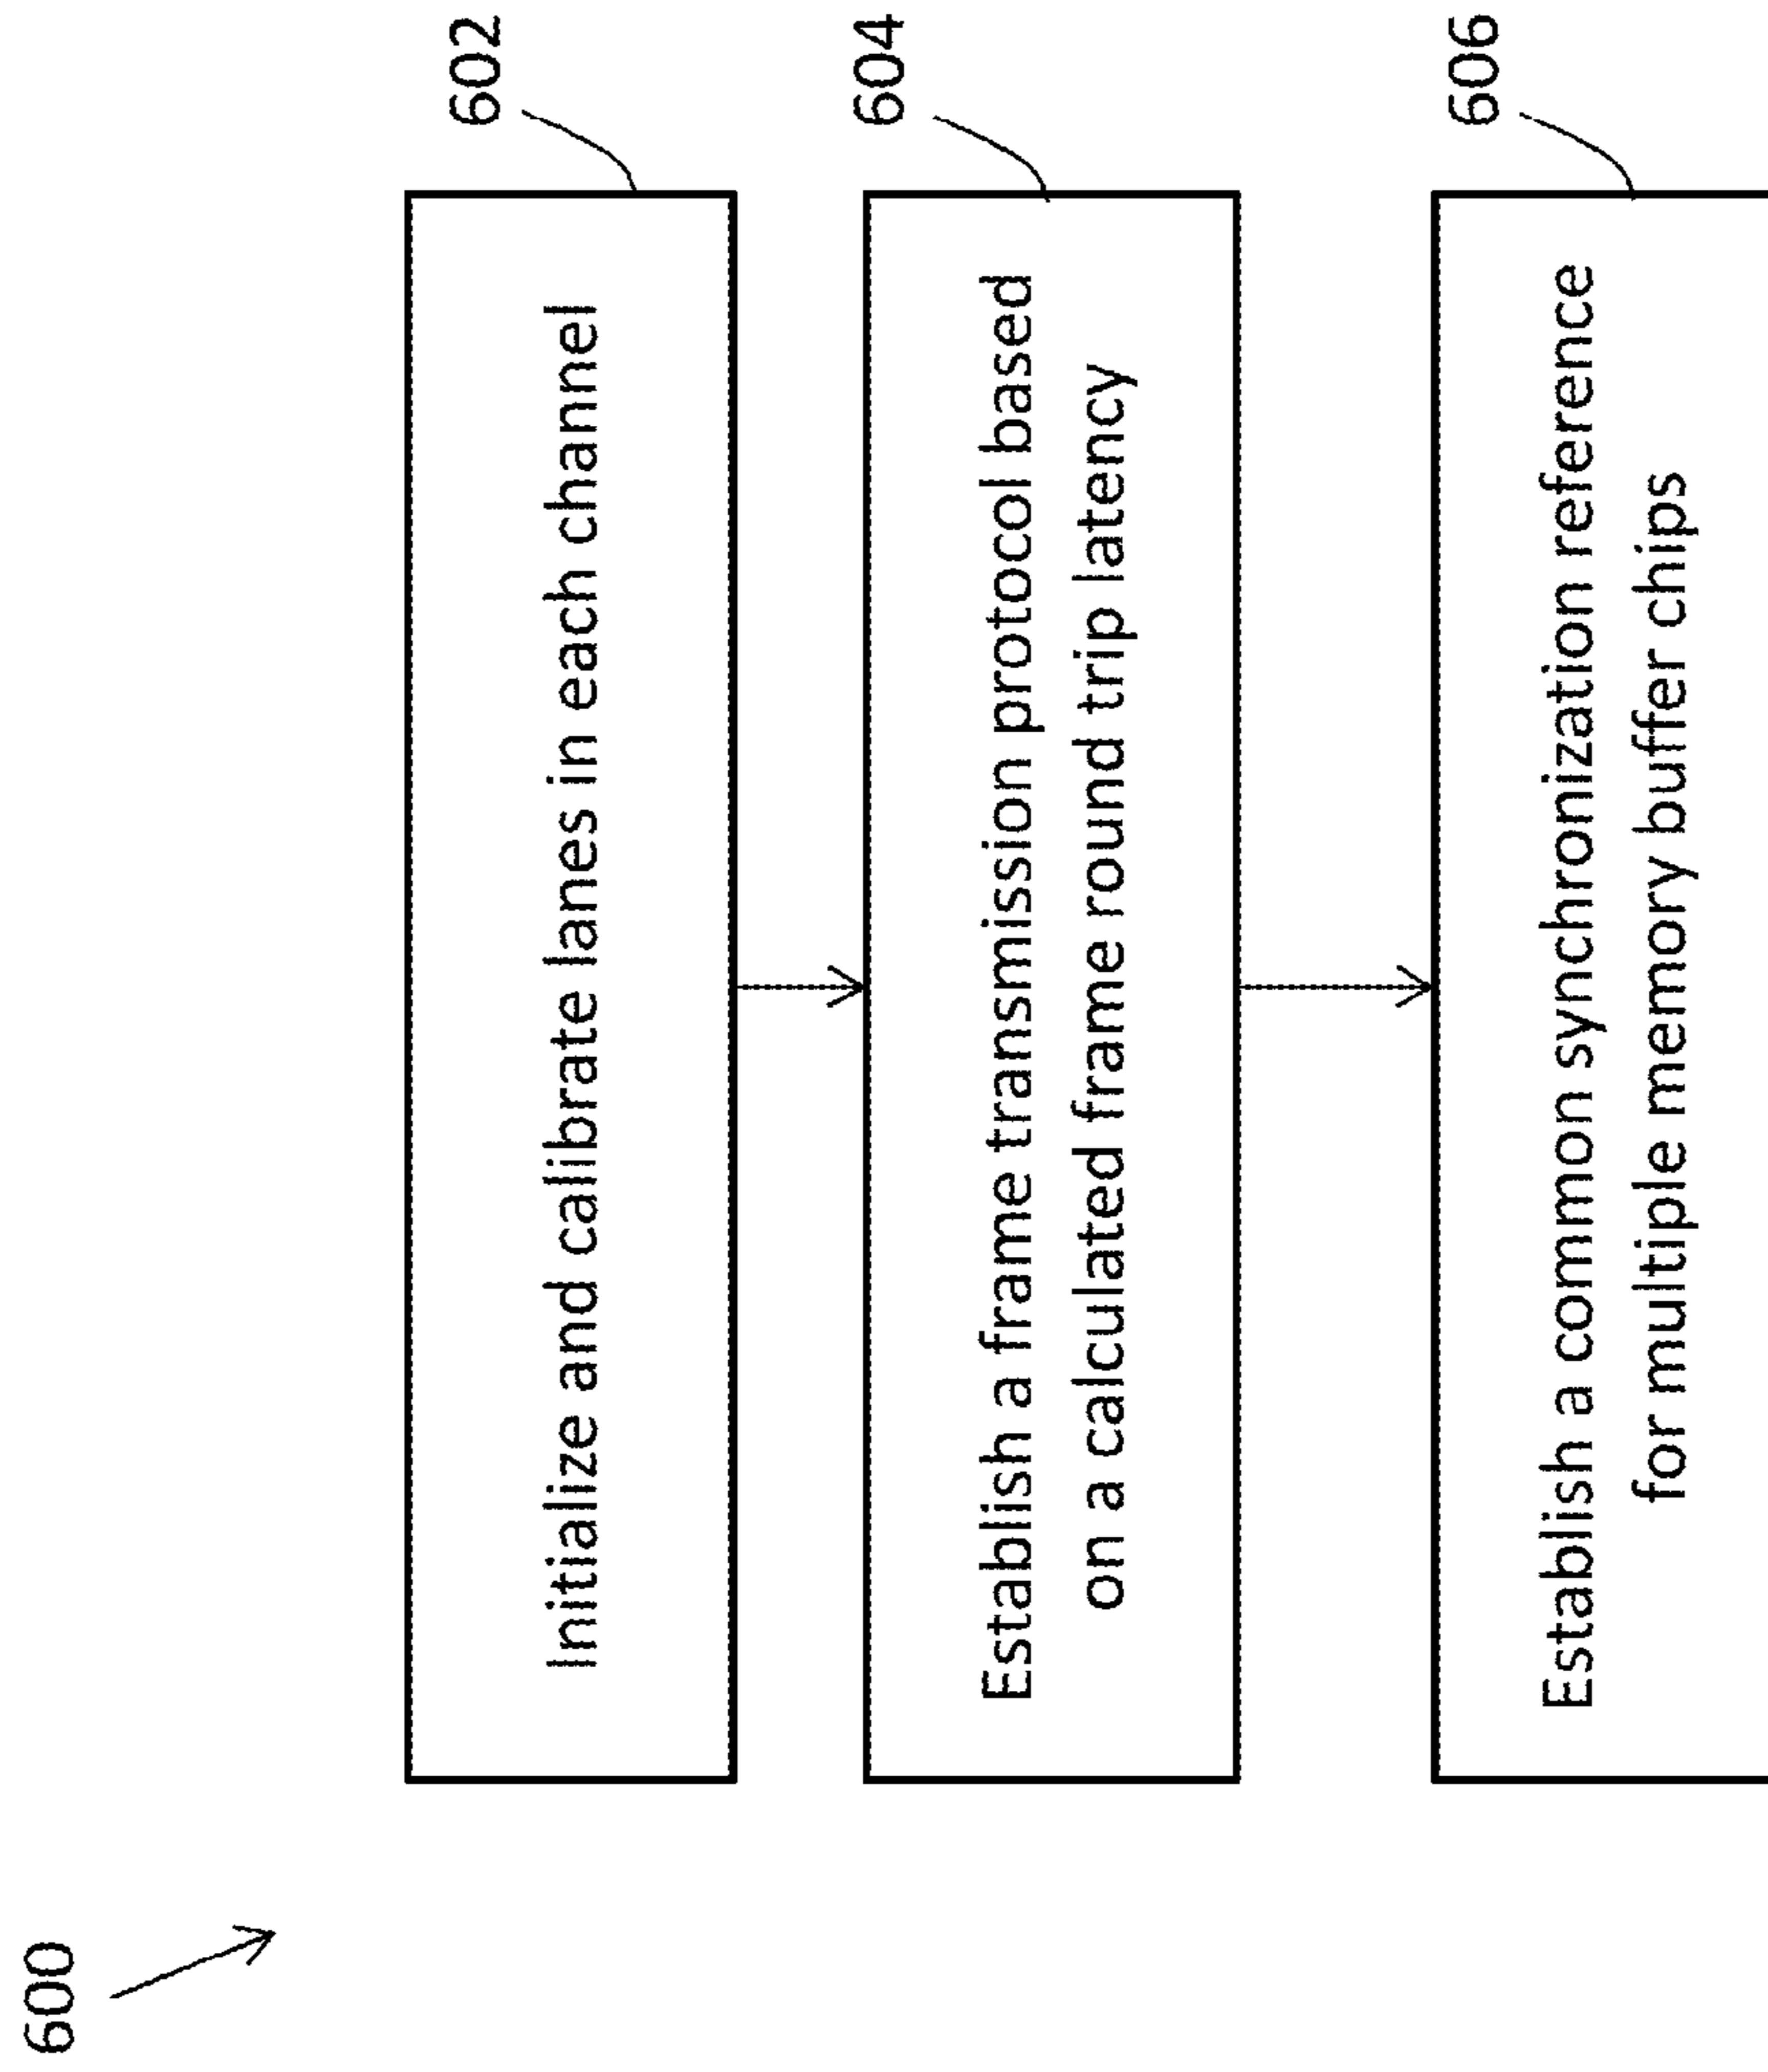 600
602
Initialize and calibrate lanes in each channel
604
Establish a frame transmission protocol based
on a calculated frame round trip latency
606
Establish a common synchronization reference
for multiple memory buffer chips